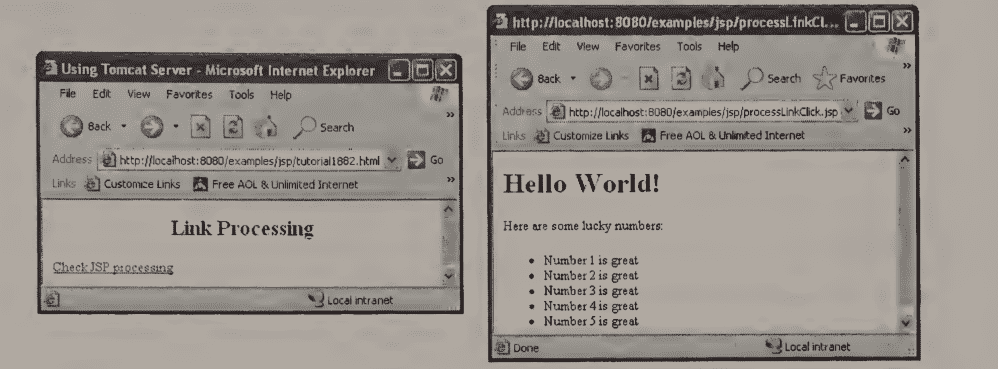 Using Tomcat Server - Microsoft Internet Explorer
File Edit View Favorites Tools Help
Back Search
Address http://localhost:8080/examples/jsp/tutorial1882.html Go
Links Customize Links Free AOL & Unlimited Internet
Link Processing
Check JSP processing
Local intranet
http://localhost:8080/examples/jsp/processLinkCl...
File Edit View Favorites Tools Help
Back Search Favorites
Address http://localhost:8080/examples/jsp/processLinkClick.jsp Go
Links Customize Links Free AOL & Unlimited Internet
Hello World!
Here are some lucky numbers:
• Number 1 is great
• Number 2 is great
• Number 3 is great
• Number 4 is great
• Number 5 is great
Done Local intranet